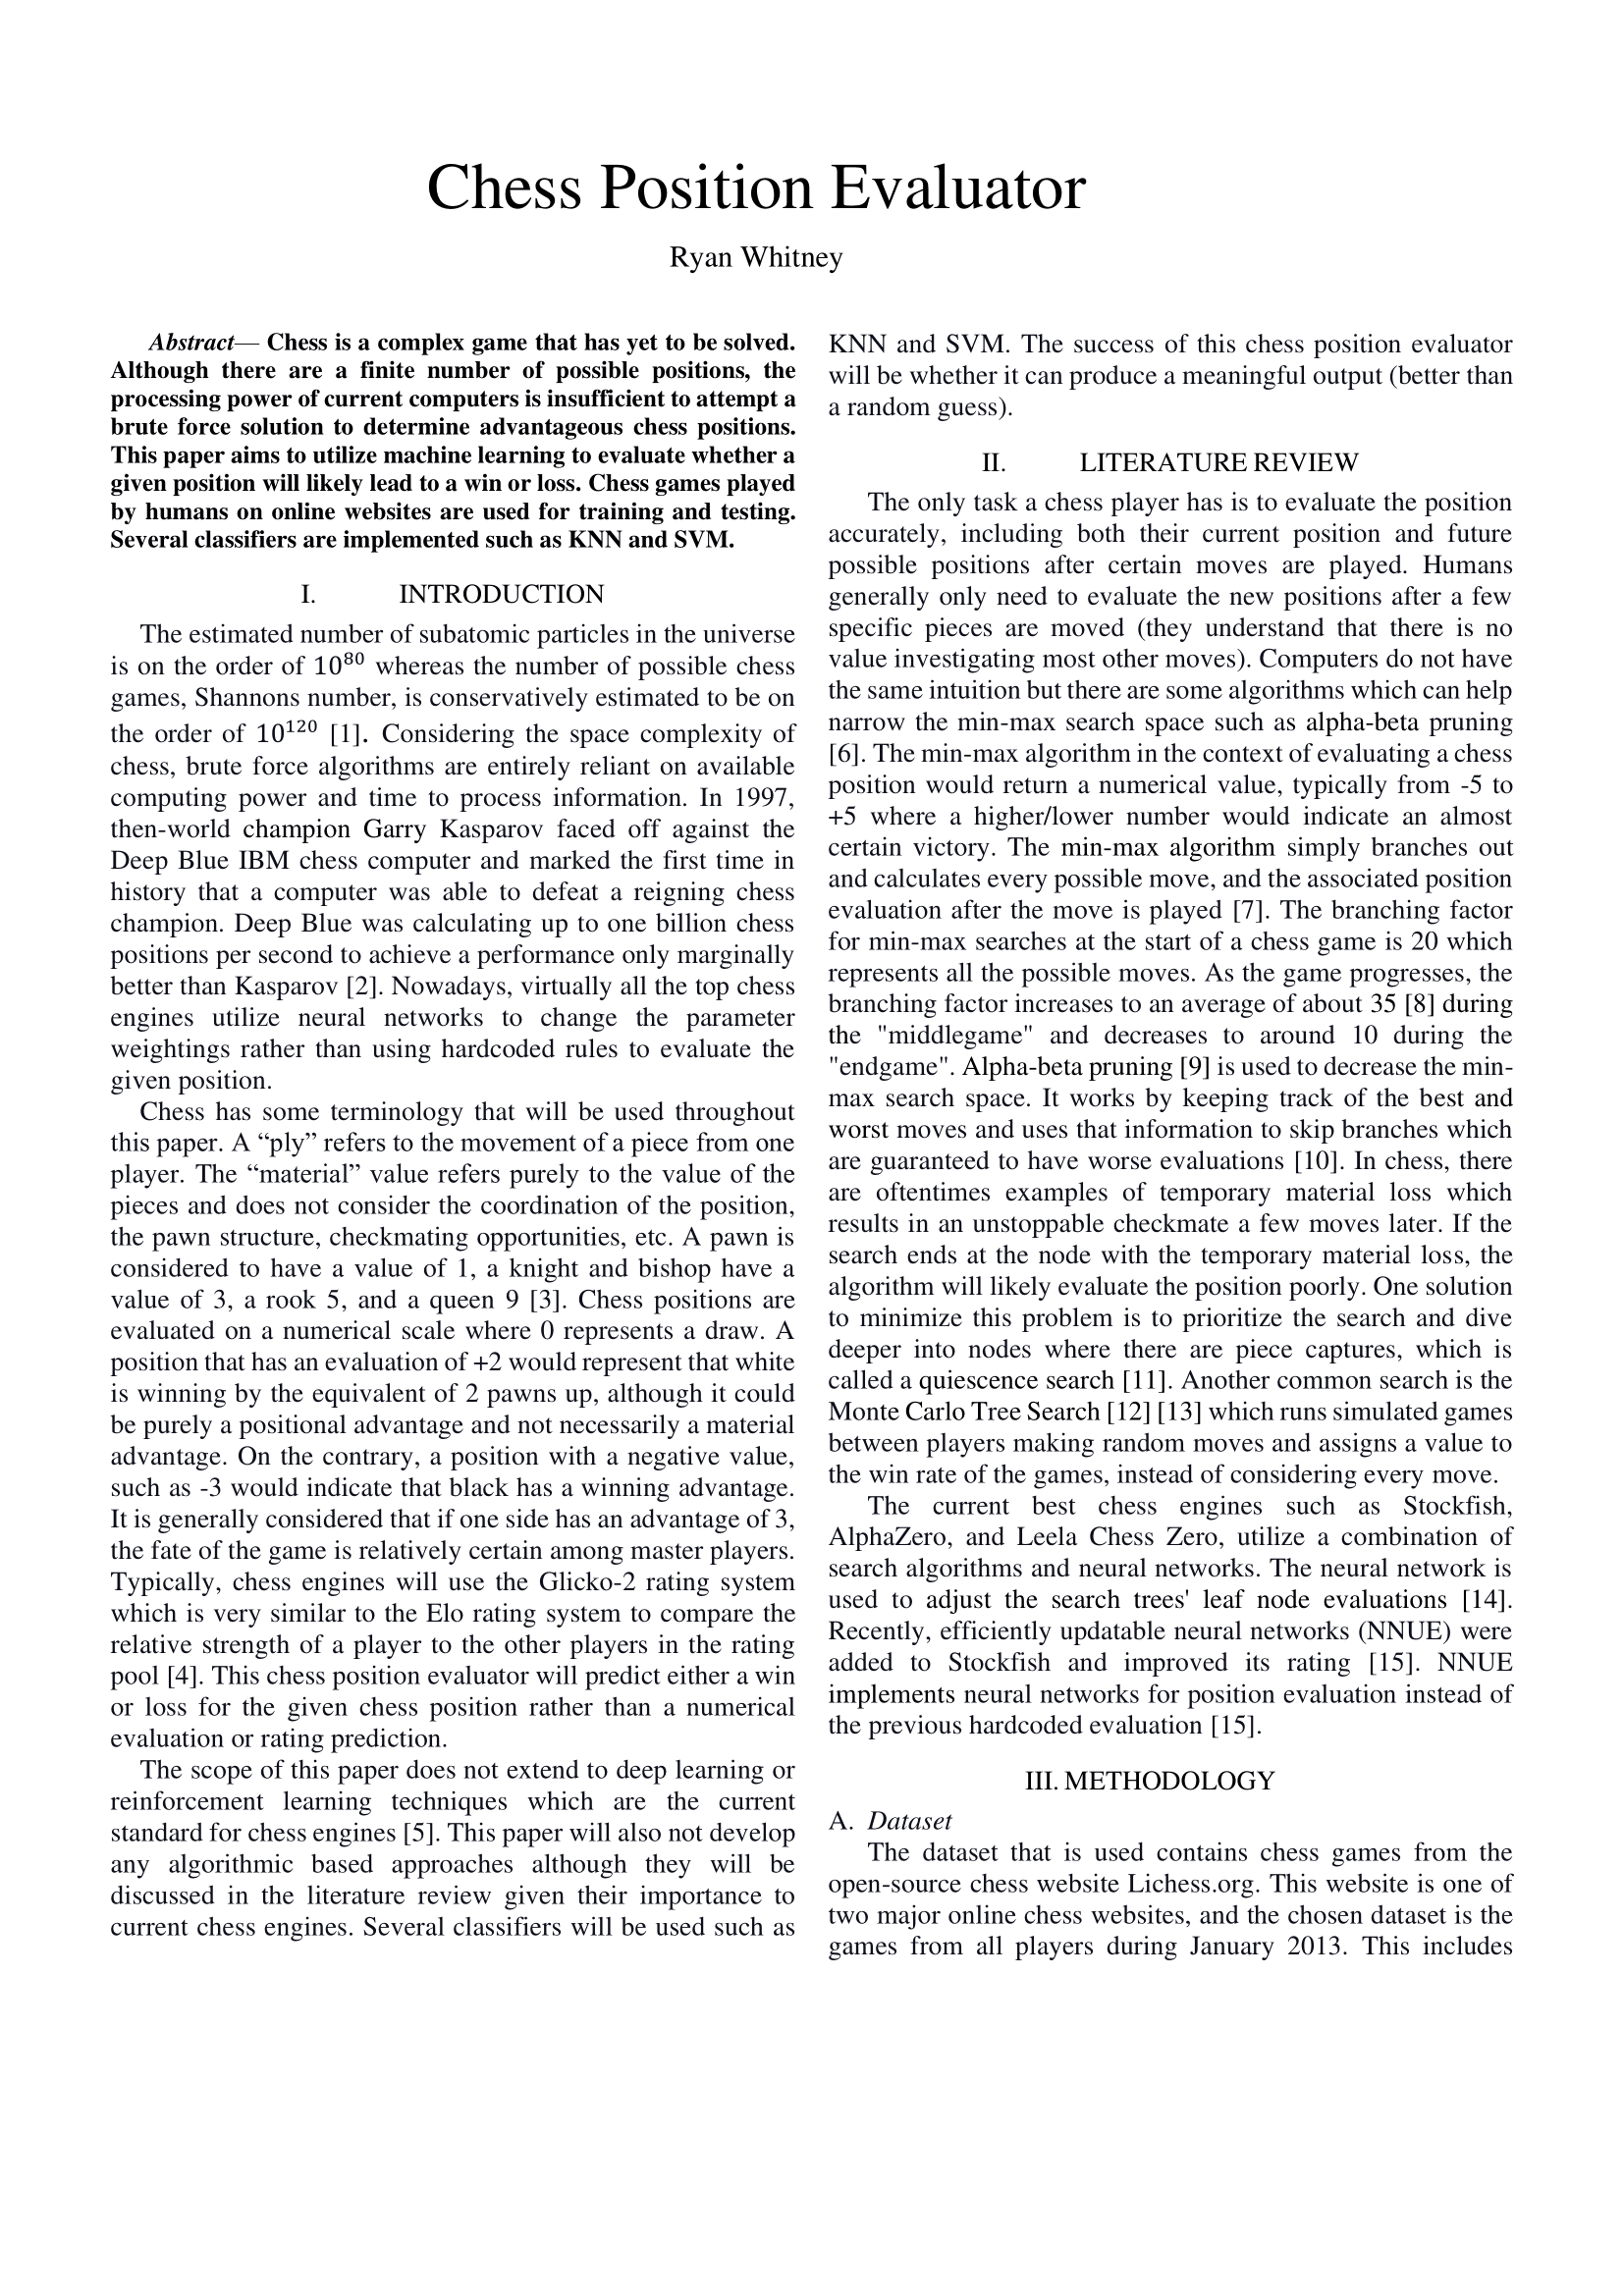 Chess Position Evaluator
Ryan Whitney
Abstract— Chess is a complex game that has yet to be solved.
Although there are a finite number of possible positions, the
processing power of current computers is insufficient to attempt a
brute force solution to determine advantageous chess positions.
This paper aims to utilize machine learning to evaluate whether a
given position will likely lead to a win or loss. Chess games played
by humans on online websites are used for training and testing.
Several classifiers are implemented such as KNN and SVM.
I. INTRODUCTION
The estimated number of subatomic particles in the universe
is on the order of 10⁸⁰ whereas the number of possible chess
games, Shannons number, is conservatively estimated to be on
the order of 10¹²⁰ [1]. Considering the space complexity of
chess, brute force algorithms are entirely reliant on available
computing power and time to process information. In 1997,
then-world champion Garry Kasparov faced off against the
Deep Blue IBM chess computer and marked the first time in
history that a computer was able to defeat a reigning chess
champion. Deep Blue was calculating up to one billion chess
positions per second to achieve a performance only marginally
better than Kasparov [2]. Nowadays, virtually all the top chess
engines utilize neural networks to change the parameter
weightings rather than using hardcoded rules to evaluate the
given position.
Chess has some terminology that will be used throughout
this paper. A “ply” refers to the movement of a piece from one
player. The “material” value refers purely to the value of the
pieces and does not consider the coordination of the position,
the pawn structure, checkmating opportunities, etc. A pawn is
considered to have a value of 1, a knight and bishop have a
value of 3, a rook 5, and a queen 9 [3]. Chess positions are
evaluated on a numerical scale where 0 represents a draw. A
position that has an evaluation of +2 would represent that white
is winning by the equivalent of 2 pawns up, although it could
be purely a positional advantage and not necessarily a material
advantage. On the contrary, a position with a negative value,
such as -3 would indicate that black has a winning advantage.
It is generally considered that if one side has an advantage of 3,
the fate of the game is relatively certain among master players.
Typically, chess engines will use the Glicko-2 rating system
which is very similar to the Elo rating system to compare the
relative strength of a player to the other players in the rating
pool [4]. This chess position evaluator will predict either a win
or loss for the given chess position rather than a numerical
evaluation or rating prediction.
The scope of this paper does not extend to deep learning or
reinforcement learning techniques which are the current
standard for chess engines [5]. This paper will also not develop
any algorithmic based approaches although they will be
discussed in the literature review given their importance to
current chess engines. Several classifiers will be used such as
KNN and SVM. The success of this chess position evaluator
will be whether it can produce a meaningful output (better than
a random guess).
II. LITERATURE REVIEW
The only task a chess player has is to evaluate the position
accurately, including both their current position and future
possible positions after certain moves are played. Humans
generally only need to evaluate the new positions after a few
specific pieces are moved (they understand that there is no
value investigating most other moves). Computers do not have
the same intuition but there are some algorithms which can help
narrow the min-max search space such as alpha-beta pruning
[6]. The min-max algorithm in the context of evaluating a chess
position would return a numerical value, typically from -5 to
+5 where a higher/lower number would indicate an almost
certain victory. The min-max algorithm simply branches out
and calculates every possible move, and the associated position
evaluation after the move is played [7]. The branching factor
for min-max searches at the start of a chess game is 20 which
represents all the possible moves. As the game progresses, the
branching factor increases to an average of about 35 [8] during
the "middlegame" and decreases to around 10 during the
"endgame". Alpha-beta pruning [9] is used to decrease the min-
max search space. It works by keeping track of the best and
worst moves and uses that information to skip branches which
are guaranteed to have worse evaluations [10]. In chess, there
are oftentimes examples of temporary material loss which
results in an unstoppable checkmate a few moves later. If the
search ends at the node with the temporary material loss, the
algorithm will likely evaluate the position poorly. One solution
to minimize this problem is to prioritize the search and dive
deeper into nodes where there are piece captures, which is
called a quiescence search [11]. Another common search is the
Monte Carlo Tree Search [12] [13] which runs simulated games
between players making random moves and assigns a value to
the win rate of the games, instead of considering every move.
The current best chess engines such as Stockfish,
AlphaZero, and Leela Chess Zero, utilize a combination of
search algorithms and neural networks. The neural network is
used to adjust the search trees' leaf node evaluations [14].
Recently, efficiently updatable neural networks (NNUE) were
added to Stockfish and improved its rating [15]. NNUE
implements neural networks for position evaluation instead of
the previous hardcoded evaluation [15].
III. METHODOLOGY
A. Dataset
The dataset that is used contains chess games from the
open-source chess website Lichess.org. This website is one of
two major online chess websites, and the chosen dataset is the
games from all players during January 2013. This includes